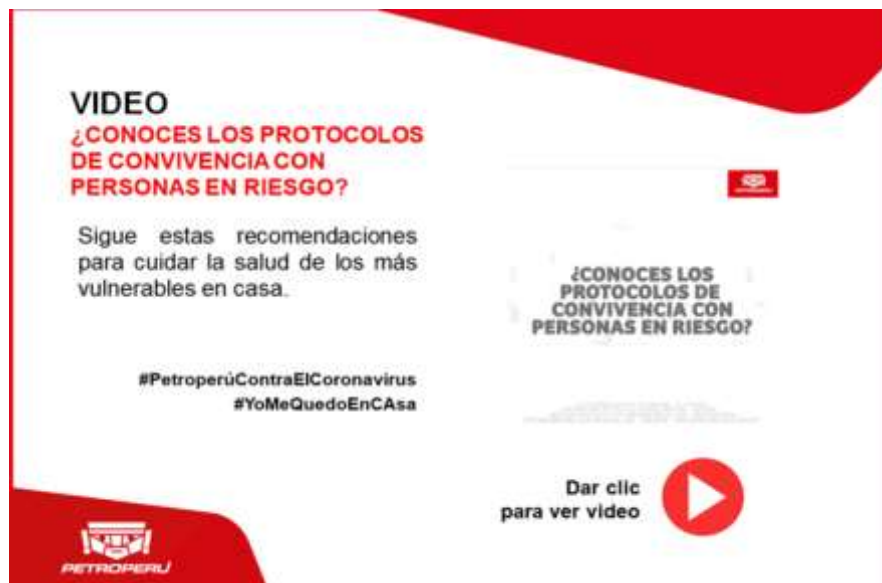 VIDEO
¿CONOCES LOS PROTOCOLOS
DE CONVIVENCIA CON
PERSONAS EN RIESGO?
Sigue estas recomendaciones
para cuidar la salud de los más
vulnerables en casa.
#PetroperúContraElCoronavirus
#YoMeQuedoEnCAsa
¿CONOCES LOS
PROTOCOLOS DE
CONVIVENCIA CON
PERSONAS EN RIESGO?
Dar clic
para ver video
PETROPERU